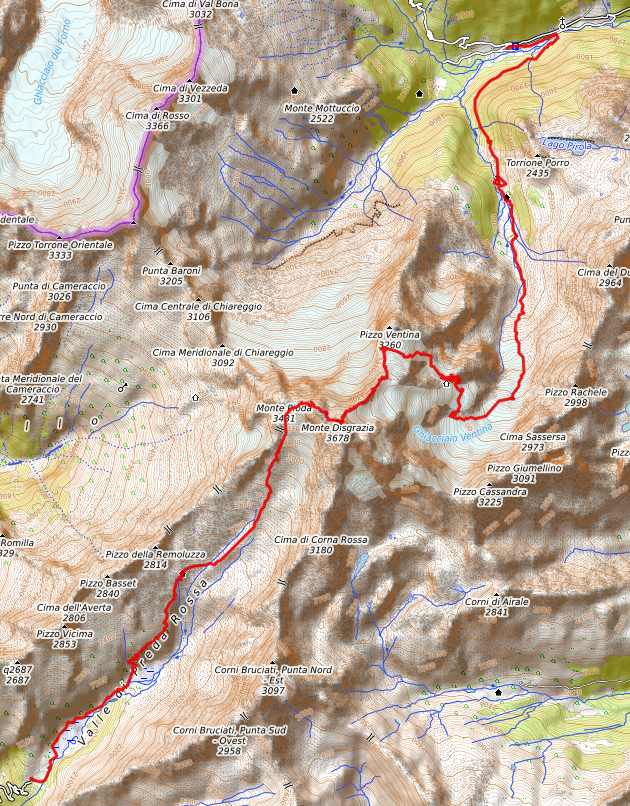 Cima di Val Bona
3032
Ghiacciaio del Forno
Cima di Vezzeda
3301
Cima di Rosso
3366
Monte Mottuccio
2522
Lago Pirola
Torrione Porro
2435
dentale
Pizzo Torrone Orientale
3333
Punta Baroni
3205
Cima del Du
2964
Punta di Cameraccio
3026
Cima Centrale di Chiareggio
3106
rre Nord di Cameraccio
2930
Pizzo Ventina
3260
Cima Meridionale di Chiareggio
3092
ta Meridionale del
Cameraccio
2741
Pizzo Rachele
2998
Monte Pioda
3431
Monte Disgrazia
3678
Ghiacciaio Ventina
Cima Sassersa
2973
Pizzo Giumellino
3091
Pizzo Cassandra
3225
Romilla
329
Cima di Corna Rossa
3180
Pizzo della Remoluzza
2814
Pizzo Basset
2840
Cima dell'Averta
2806
Pizzo Vicima
2853
Corni di Airale
2841
Valle di Preda Rossa
q2687
2687
Corni Bruciati, Punta Nord
- Est
3097
Corni Bruciati, Punta Sud
- Ovest
2958